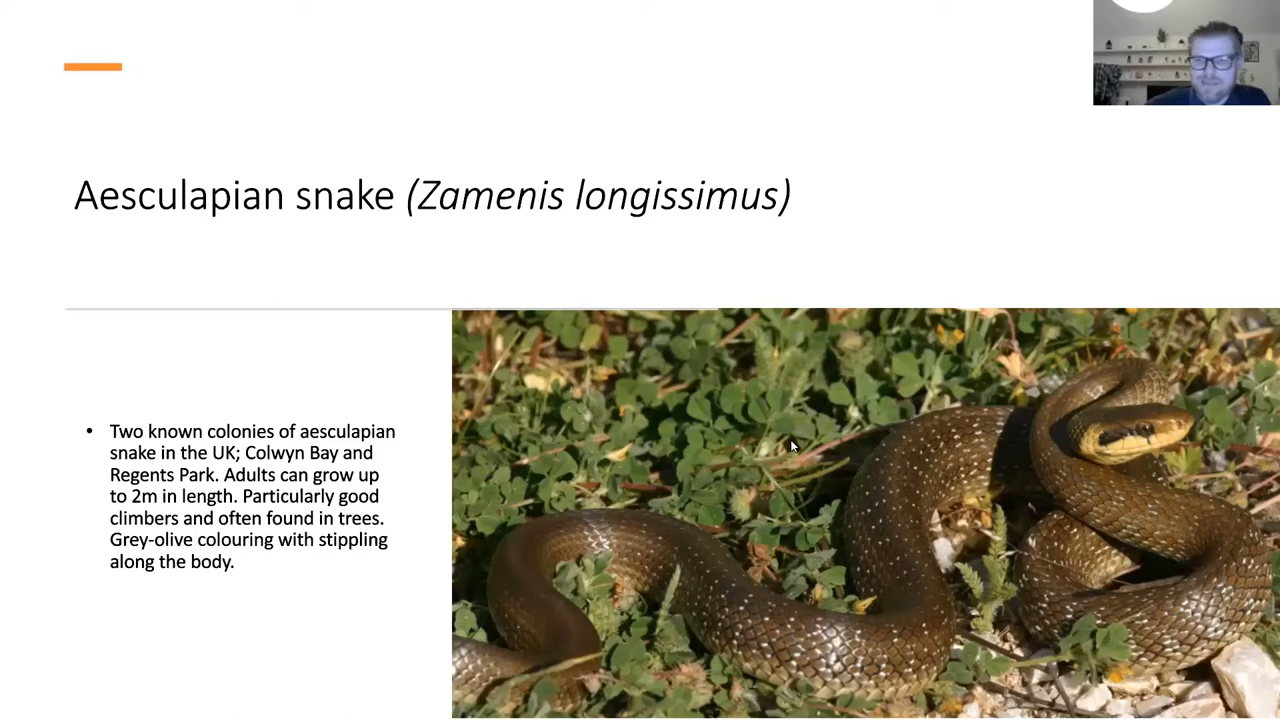 Aesculapian snake (Zamenis longissimus)
• Two known colonies of aesculapian
snake in the UK; Colwyn Bay and
Regents Park. Adults can grow up
to 2m in length. Particularly good
climbers and often found in trees.
Grey-olive colouring with stippling
along the body.